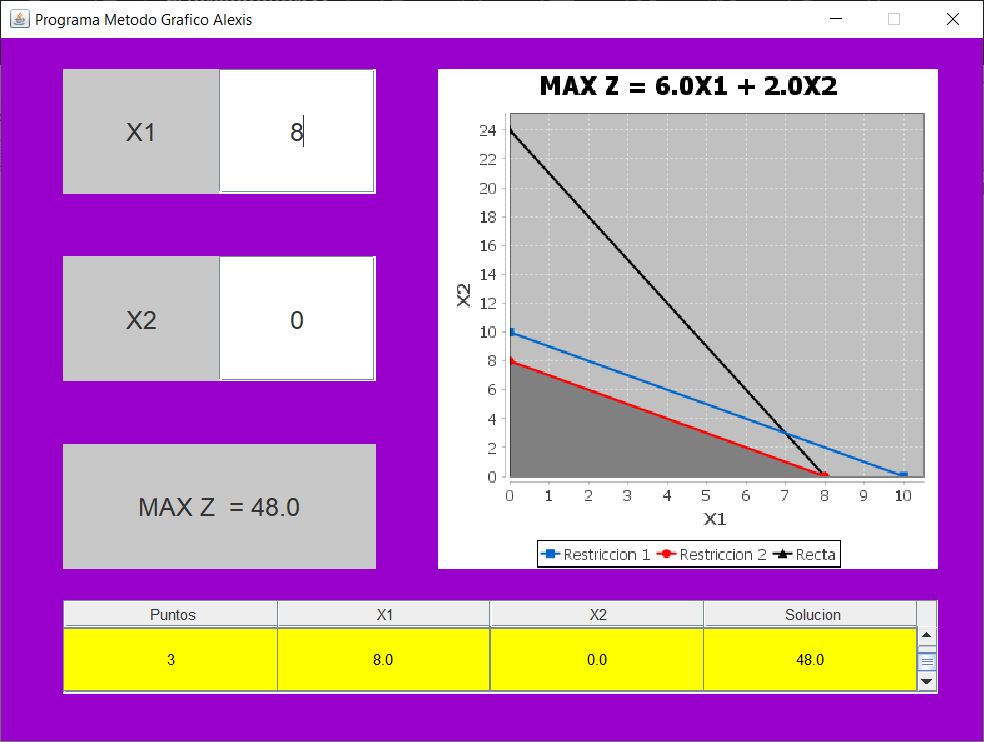 Programa Metodo Grafico Alexis
X1
8
X2
0
MAX Z = 48.0
MAX Z = 6.0X1 + 2.0X2
X2
24
22
20
18
16
14
12
10
8
6
4
2
0
0 1 2 3 4 5 6 7 8 9 10
X1
Restriccion 1 Restriccion 2 Recta
Puntos X1 X2 Solucion
3 8.0 0.0 48.0